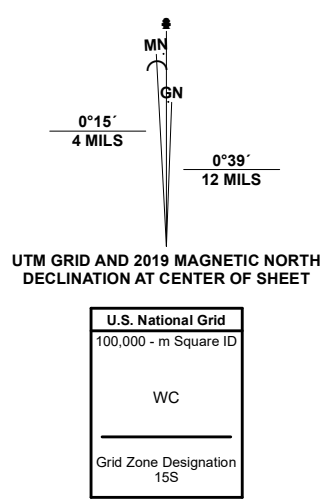 MN
GN
0°15´
4 MILS
0°39´
12 MILS
UTM GRID AND 2019 MAGNETIC NORTH
DECLINATION AT CENTER OF SHEET
U.S. National Grid
100,000 - m Square ID
WC
Grid Zone Designation
15S